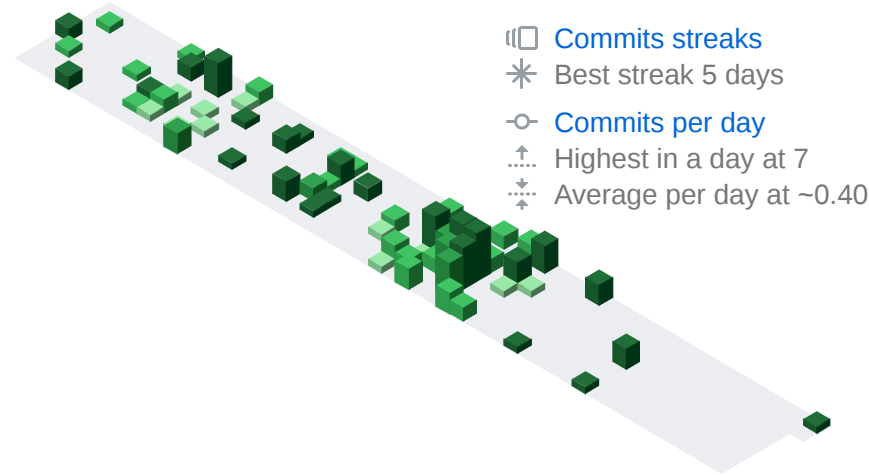 Commits streaks
Best streak 5 days
Commits per day
Highest in a day at 7
Average per day at ~0.40